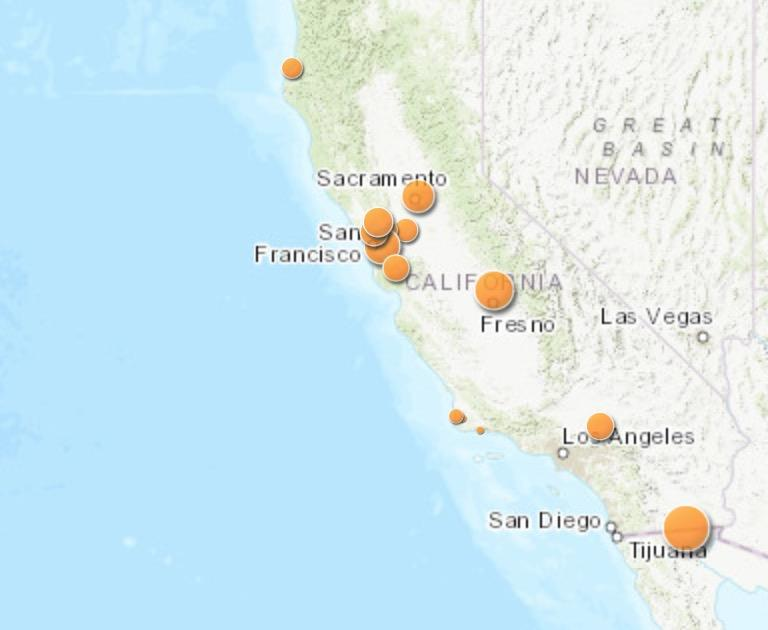 GREAT
BASIN
Sacramento
NEVADA
San
Francisco
CALIFORNIA
Las Vegas
Fresno
Los Angeles
San Diego
Tijuana